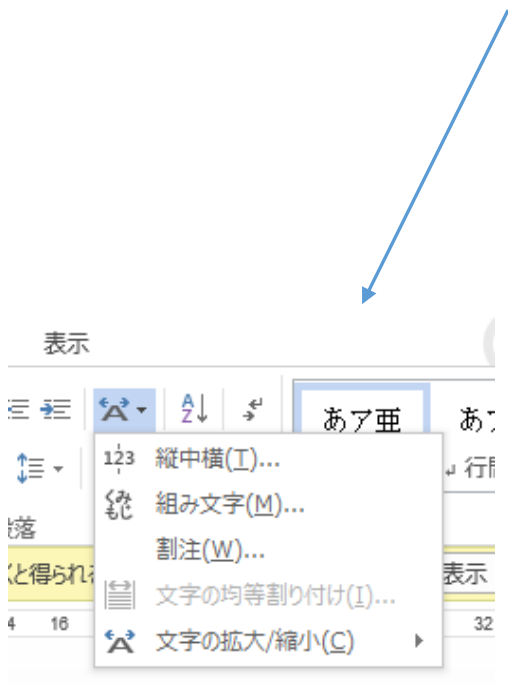 表示
あア亜
縦中横(T)...
組み文字(M)...
割注(W)...
文字の均等割り付け(I)...
文字の拡大/縮小(C)
行間
段落
と得られ
表示
16
32